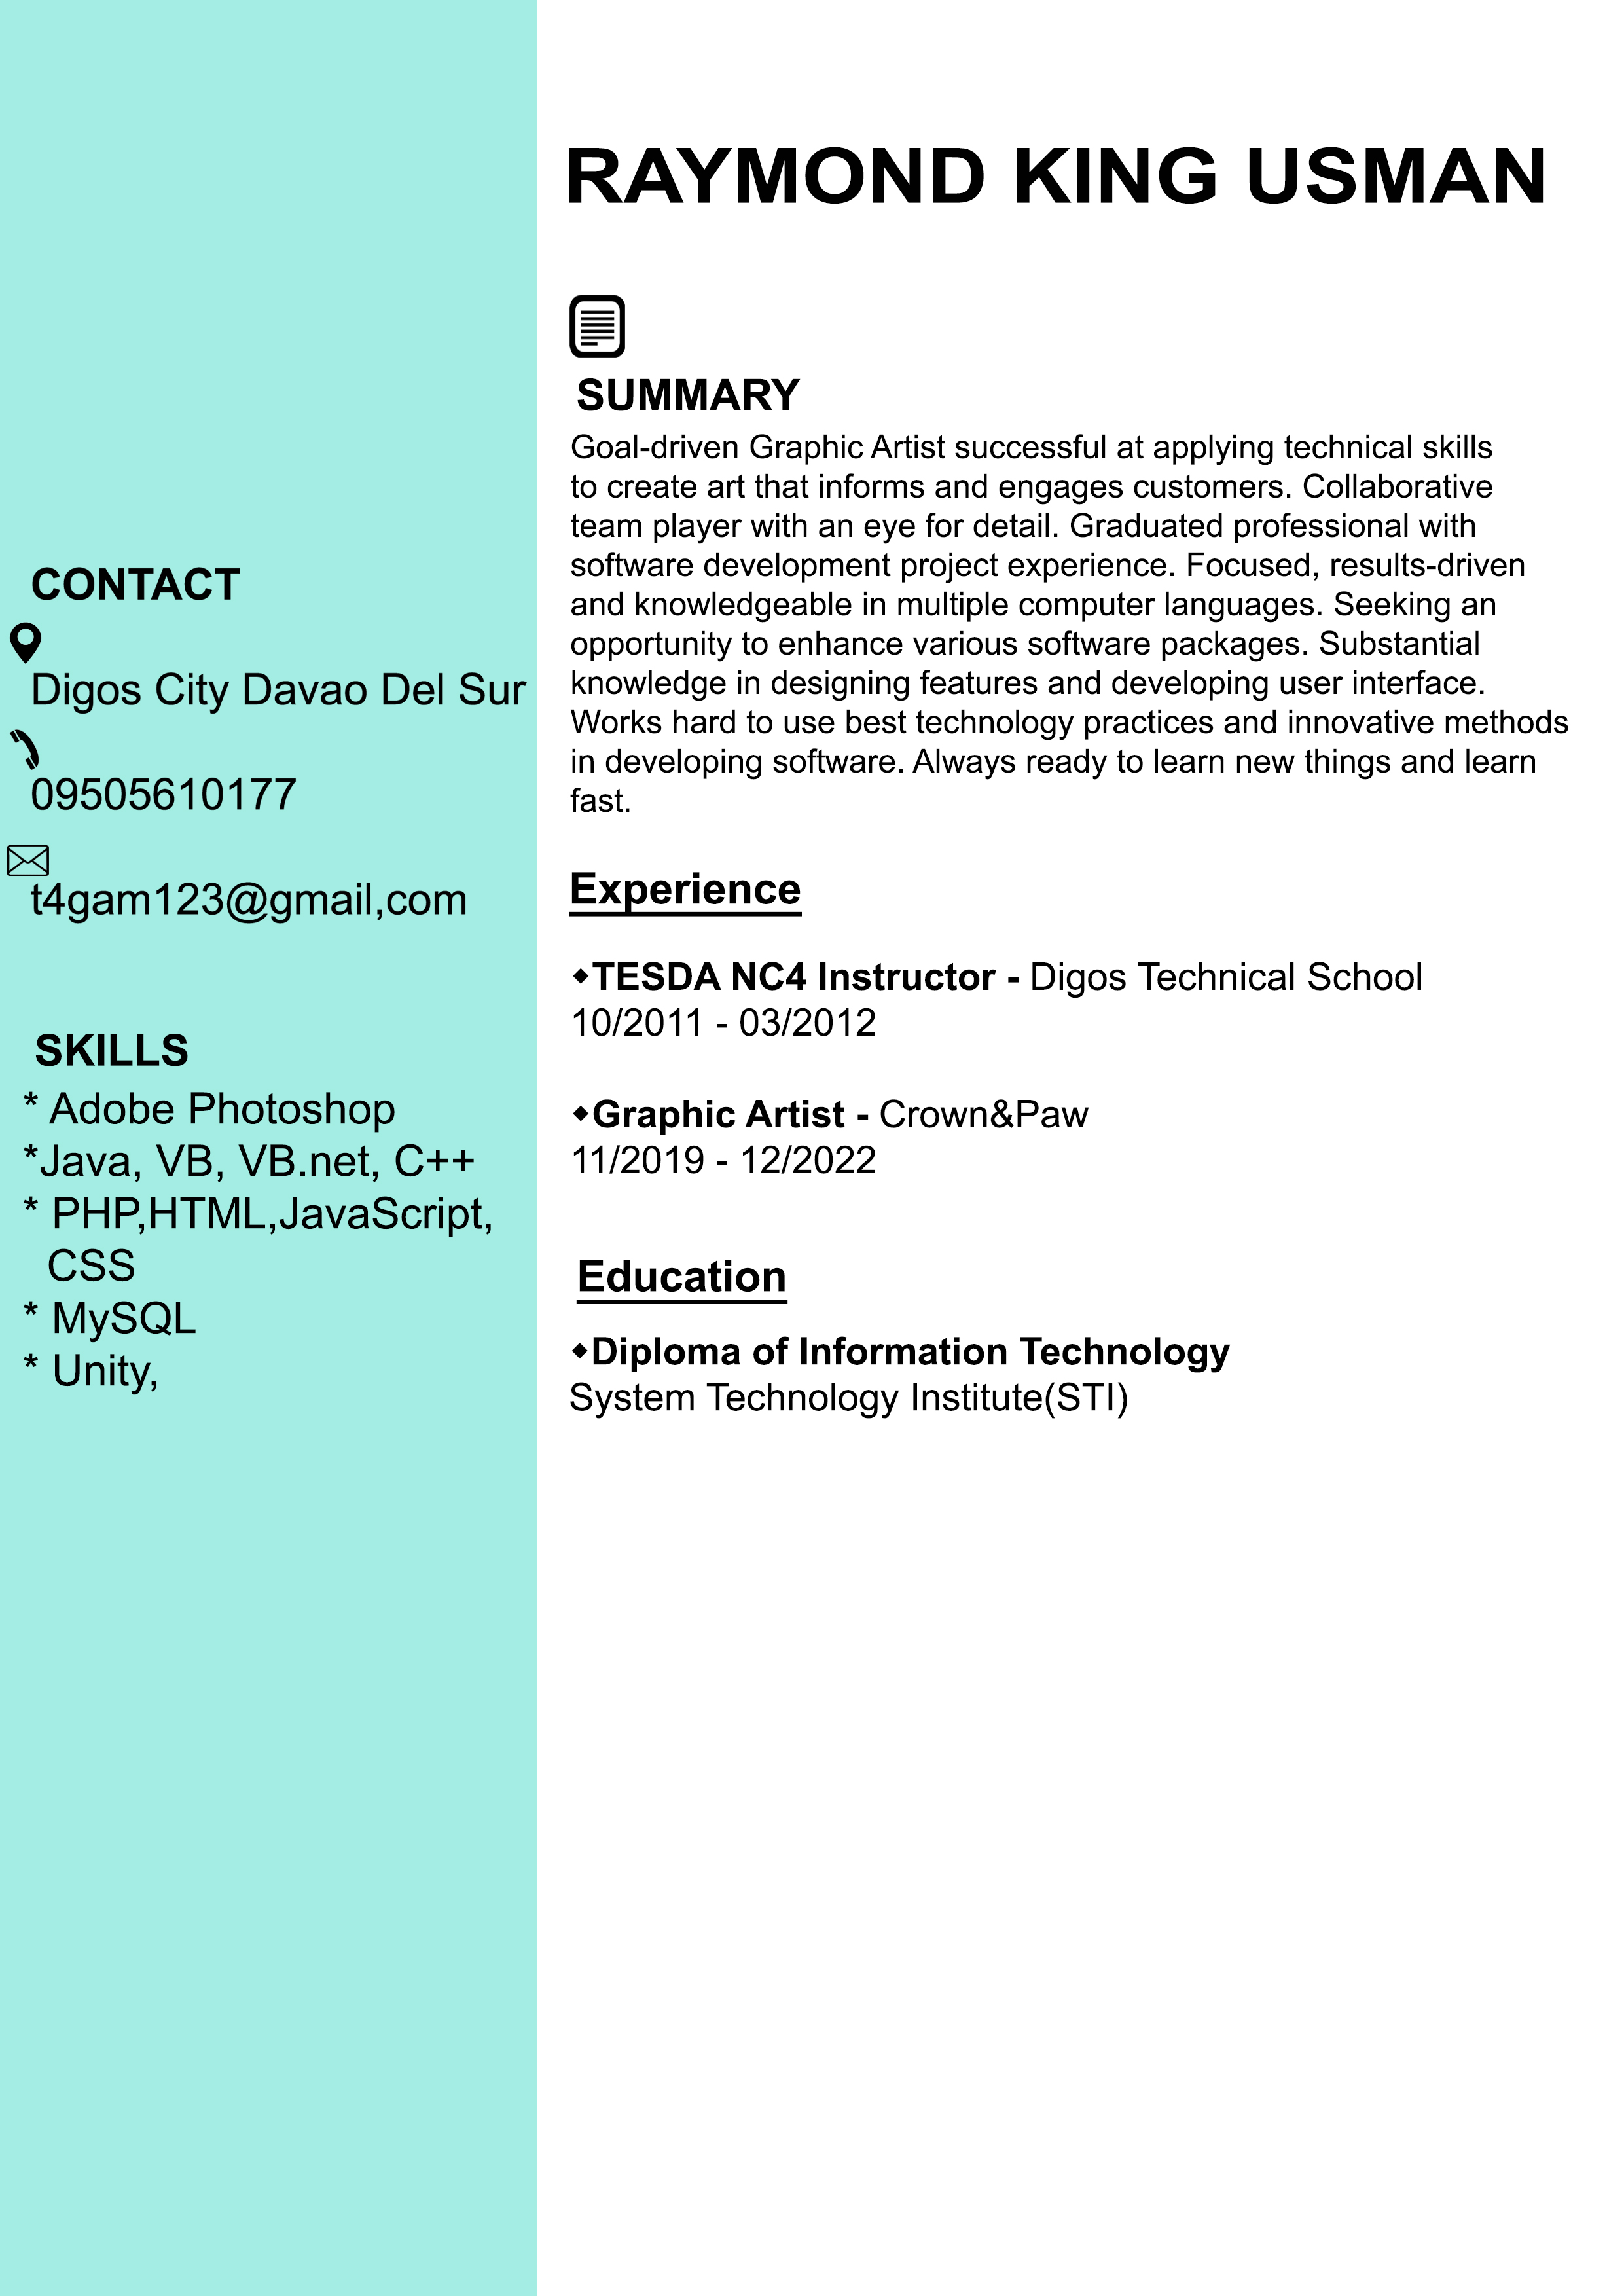 RAYMOND KING USMAN
SUMMARY
Goal-driven Graphic Artist successful at applying technical skills
to create art that informs and engages customers. Collaborative
team player with an eye for detail. Graduated professional with
software development project experience. Focused, results-driven
and knowledgeable in multiple computer languages. Seeking an
opportunity to enhance various software packages. Substantial
knowledge in designing features and developing user interface.
Works hard to use best technology practices and innovative methods
in developing software. Always ready to learn new things and learn
fast.
CONTACT
Digos City Davao Del Sur
09505610177
t4gam123@gmail,com
SKILLS
* Adobe Photoshop
*Java, VB, VB.net, C++
* PHP,HTML,JavaScript,
CSS
* MySQL
* Unity,
Experience
◆TESDA NC4 Instructor - Digos Technical School
10/2011 - 03/2012
◆Graphic Artist - Crown&Paw
11/2019 - 12/2022
Education
◆Diploma of Information Technology
System Technology Institute(STI)